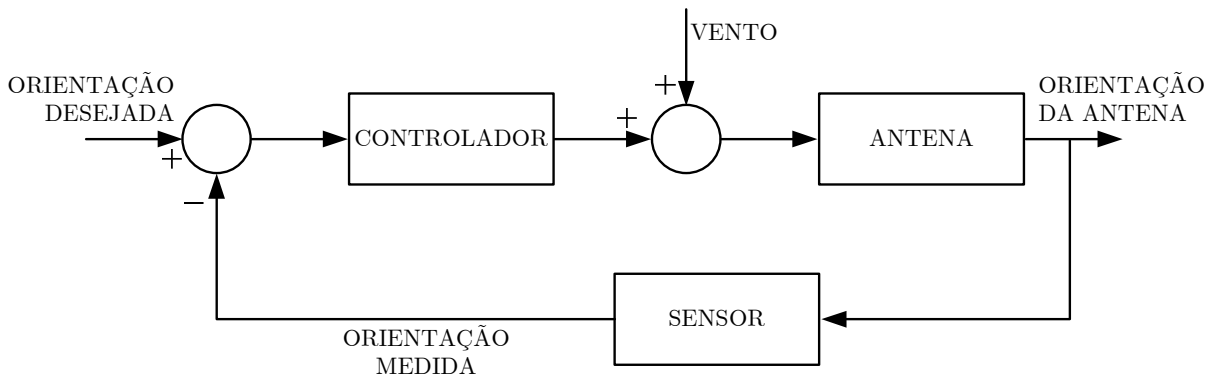 VENTO
ORIENTAÇÃO
DESEJADA
+
−
CONTROLADOR
+
+
ANTENA
ORIENTAÇÃO
DA ANTENA
SENSOR
ORIENTAÇÃO
MEDIDA